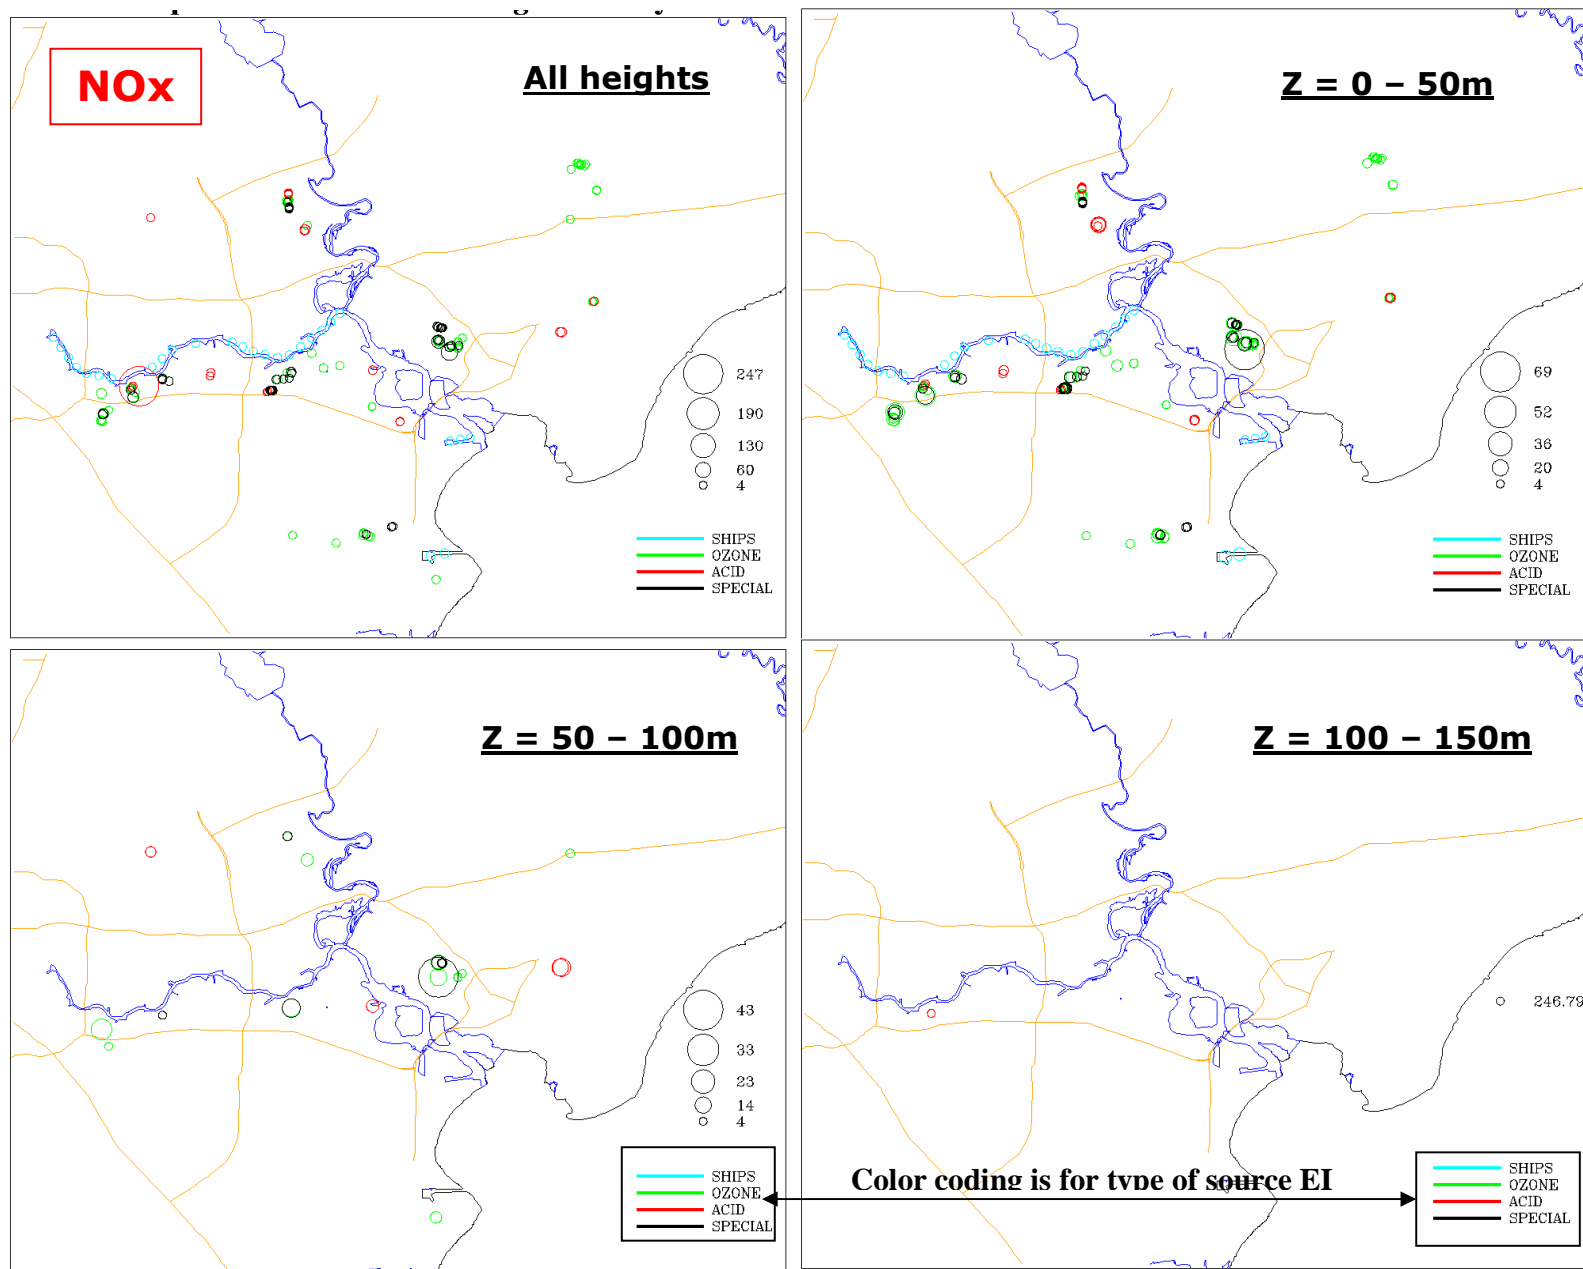 NOx
All heights
247
190
130
60
4
SHIPS
OZONE
ACID
SPECIAL
Z = 0 – 50m
69
52
36
20
4
SHIPS
OZONE
ACID
SPECIAL
Z = 50 – 100m
43
33
23
14
4
SHIPS
OZONE
ACID
SPECIAL
Z = 100 – 150m
246.79
Color coding is for type of source EI
SHIPS
OZONE
ACID
SPECIAL